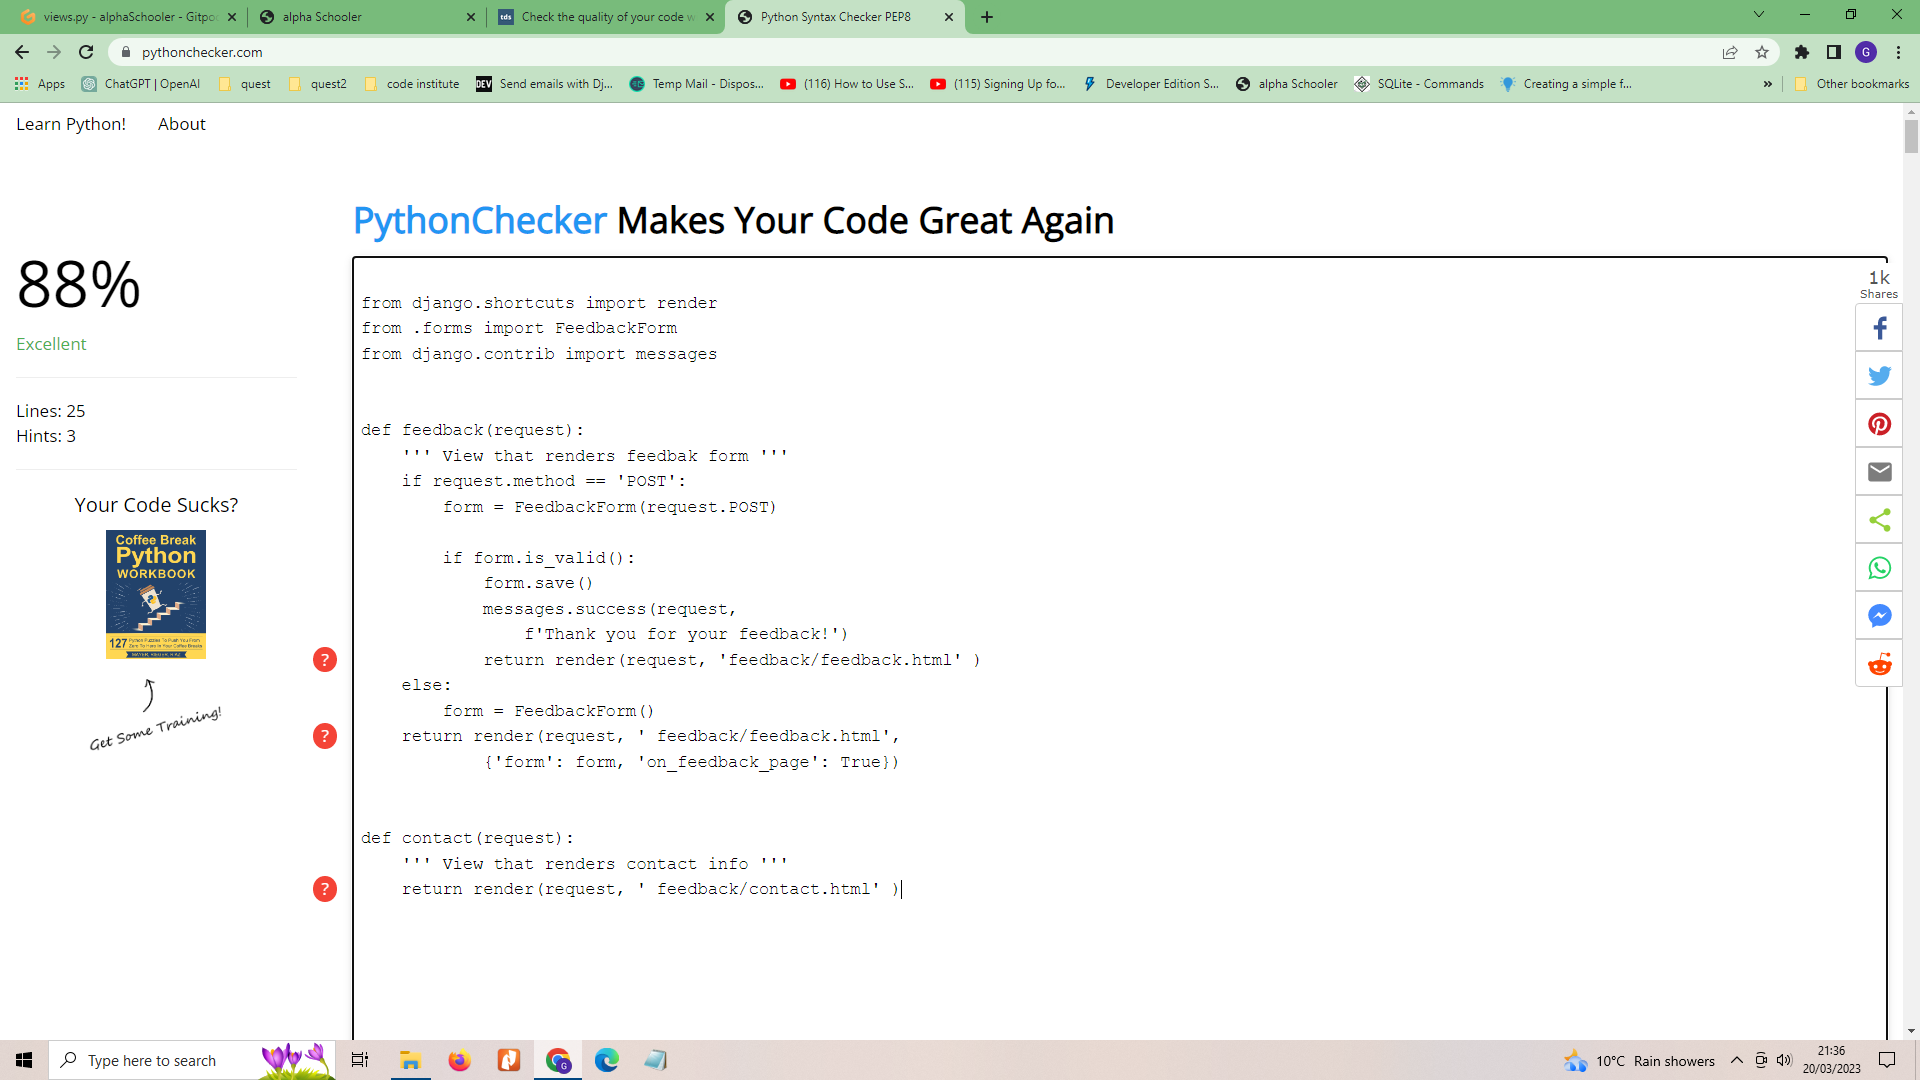 views.py - alphaSchooler - Gitpo
alpha Schooler
Check the quality of your code w
Python Syntax Checker PEP8
pythonchecker.com
G
Apps
ChatGPT | OpenAI
quest
quest2
code institute
DEV Send emails with Dj...
Temp Mail - Dispos...
(116) How to Use S...
(115) Signing Up fo...
Developer Edition S...
alpha Schooler
SQLite - Commands
Creating a simple f...
»
Other bookmarks
Learn Python!
About
PythonChecker Makes Your Code Great Again
88%
Excellent
Lines: 25
Hints: 3
Your Code Sucks?
Coffee Break
Python
WORKBOOK
127
Get Some Training!
from django.shortcuts import render
from .forms import FeedbackForm
from django.contrib import messages
def feedback(request):
''' View that renders feedbak form '''
if request.method == 'POST':
form = FeedbackForm(request.POST)
if form.is_valid():
form.save()
messages.success(request,
f'Thank you for your feedback!')
? return render(request, 'feedback/feedback.html' )
else:
form = FeedbackForm()
? return render(request, ' feedback/feedback.html',
{'form': form, 'on_feedback_page': True})
def contact(request):
''' View that renders contact info '''
? return render(request, ' feedback/contact.html' )
1k
Shares
Type here to search
10°C Rain showers
21:36
20/03/2023